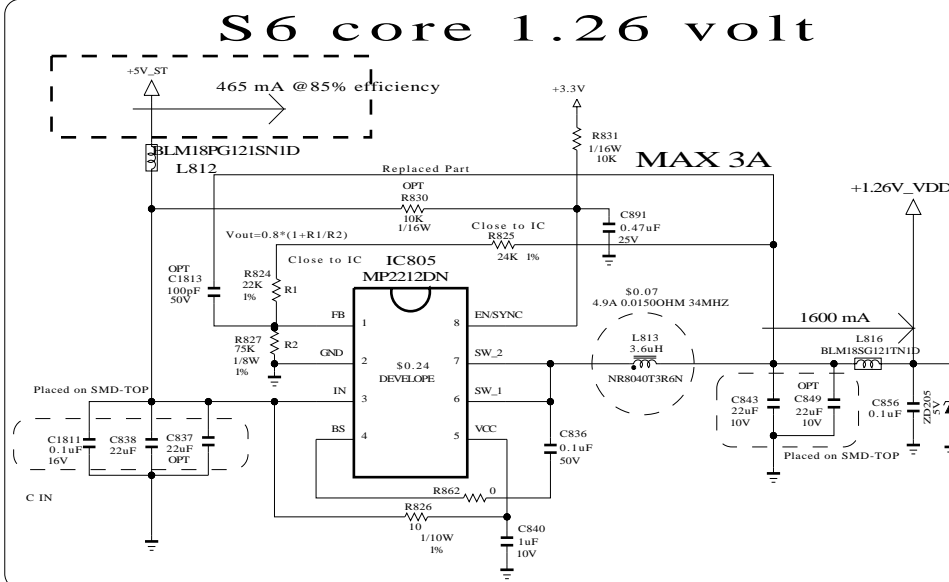 S6 core 1.26 volt
+5V_ST
465 mA @85% efficiency
BLM18PG121SN1D
L812
+3.3V
R831
1/16W
10K
MAX 3A
Replaced Part
OPT
R830
10K
1/16W
+1.26V_VDD
C891
0.47uF
25V
Vout=0.8*(1+R1/R2)
Close to IC
R825
24K 1%
Close to IC
OPT
C1813
100pF
50V
R824
22K
1%
R1
IC805
MP2212DN
$0.07
4.9A 0.0150OHM 34MHZ
L813
3.6uH
NR8040T3R6N
1600 mA
L816
BLM18SG121TN1D
R827
75K
1/8W
1%
R2
FB
1
8
EN/SYNC
GND
2
7
SW_2
$0.24
DEVELOPE
IN
3
6
SW_1
BS
4
5
VCC
Placed on SMD-TOP
C1811
0.1uF
16V
C838
22uF
C837
22uF
OPT
C IN
C836
0.1uF
50V
R862
0
R826
10
1/10W
1%
C840
1uF
10V
C843
22uF
10V
OPT
C849
22uF
10V
Placed on SMD-TOP
C856
0.1uF
ZD205
5V